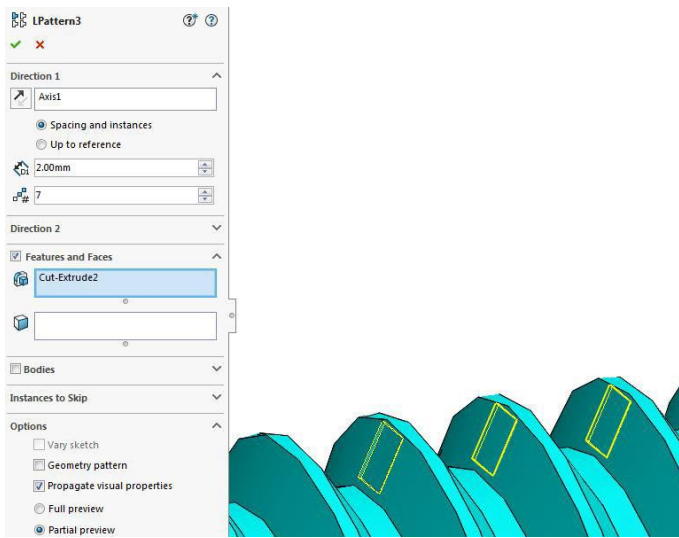 LPattern3
Direction 1
Axis1
Spacing and instances
Up to reference
D1
2.00mm
#
7
Direction 2
Features and Faces
Cut-Extrude2
Bodies
Instances to Skip
Options
Vary sketch
Geometry pattern
Propagate visual properties
Full preview
Partial preview